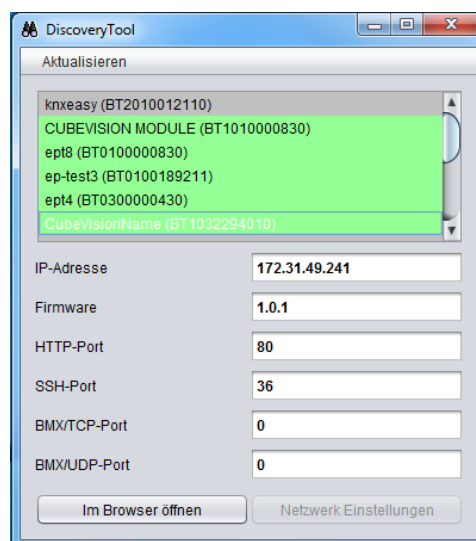 DiscoveryTool
Aktualisieren
knxeasy (BT2010012110)
CUBEVISION MODULE (BT1010000830)
ept8 (BT0100000830)
ep-test3 (BT0100189211)
ept4 (BT0300000430)
CubeVisionName (BT1032294010)
IP-Adresse 172.31.49.241
Firmware 1.0.1
HTTP-Port 80
SSH-Port 36
BMX/TCP-Port 0
BMX/UDP-Port 0
Im Browser öffnen Netzwerk Einstellungen